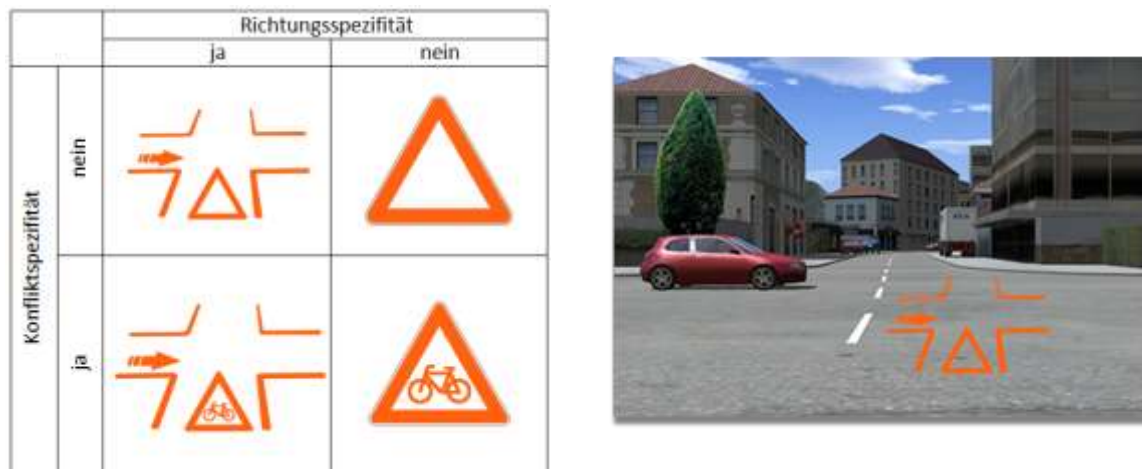 Richtungsspezifität
ja
nein
Konfliktspezifität
nein
ja